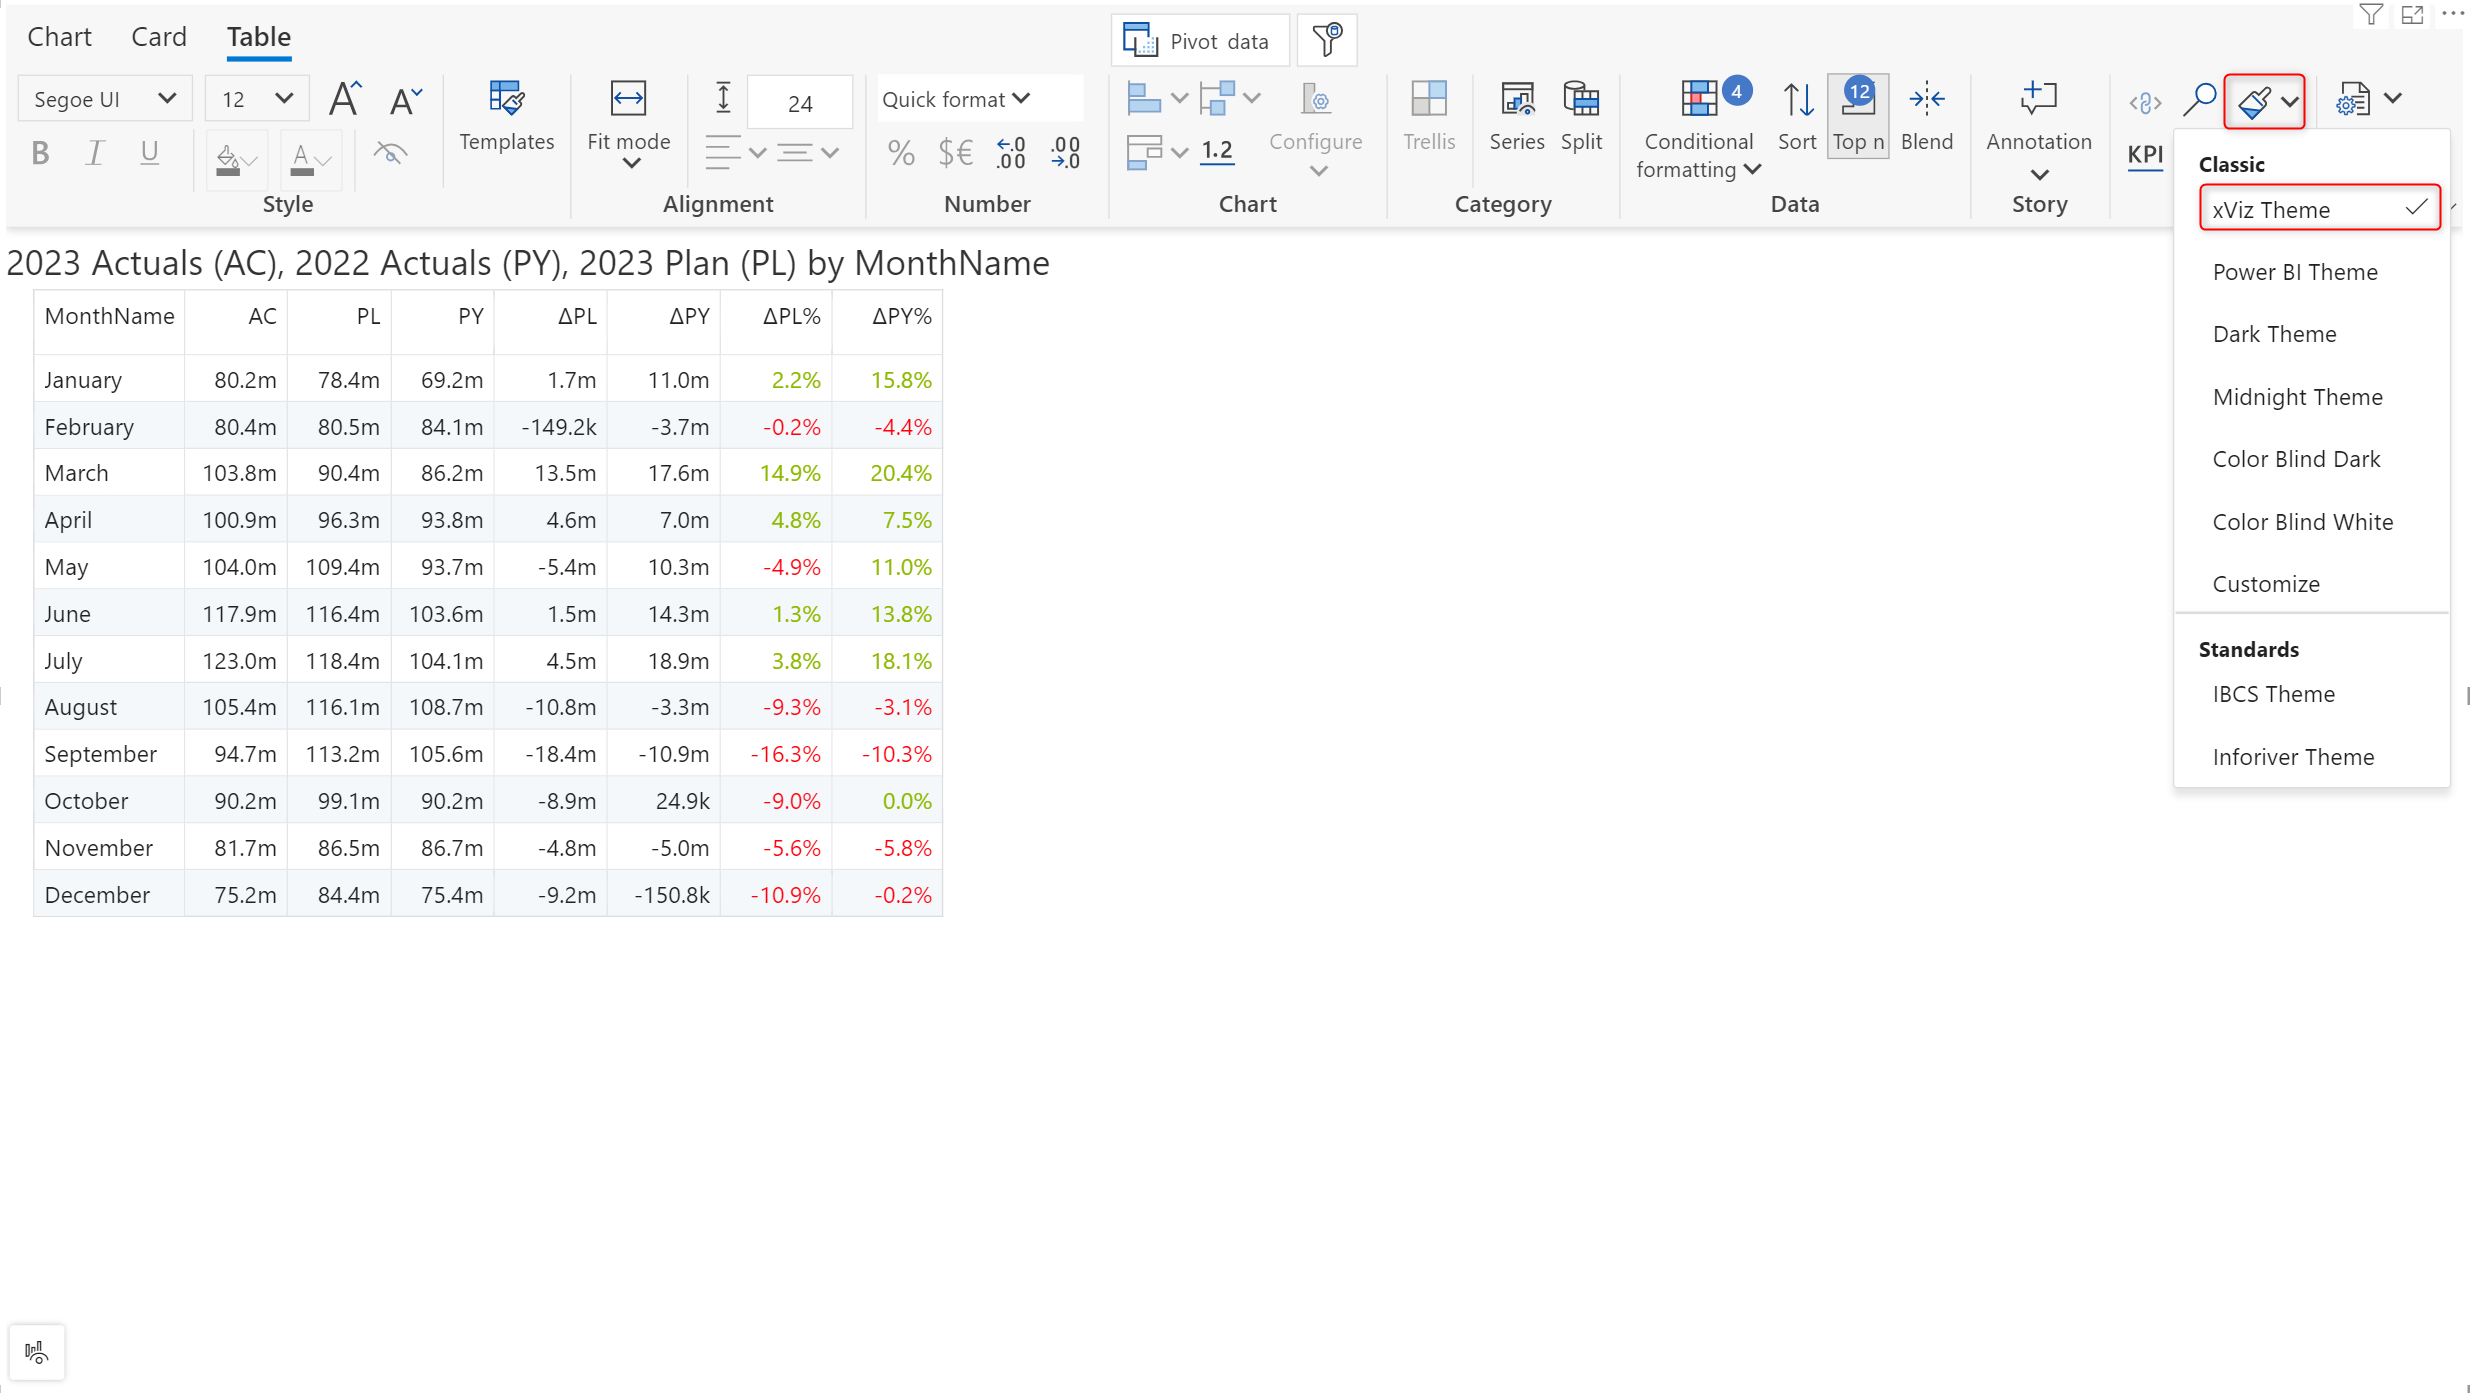 Chart Card Table
Pivot data
Segoe UI 12
Templates
Fit mode
24
Quick format
% $€ .0 .00 .00 .0
B I U A
Style
Alignment
Number
1.2
Configure
Chart
Trellis
Series Split
Category
4
Conditional formatting
Sort
12
Top n
Blend
Data
Annotation
Story
KPI
Classic
xViz Theme
Power BI Theme
Dark Theme
Midnight Theme
Color Blind Dark
Color Blind White
Customize
Standards
IBCS Theme
Inforiver Theme
2023 Actuals (AC), 2022 Actuals (PY), 2023 Plan (PL) by MonthName
MonthName AC PL PY ΔPL ΔPY ΔPL% ΔPY%
January 80.2m 78.4m 69.2m 1.7m 11.0m 2.2% 15.8%
February 80.4m 80.5m 84.1m -149.2k -3.7m -0.2% -4.4%
March 103.8m 90.4m 86.2m 13.5m 17.6m 14.9% 20.4%
April 100.9m 96.3m 93.8m 4.6m 7.0m 4.8% 7.5%
May 104.0m 109.4m 93.7m -5.4m 10.3m -4.9% 11.0%
June 117.9m 116.4m 103.6m 1.5m 14.3m 1.3% 13.8%
July 123.0m 118.4m 104.1m 4.5m 18.9m 3.8% 18.1%
August 105.4m 116.1m 108.7m -10.8m -3.3m -9.3% -3.1%
September 94.7m 113.2m 105.6m -18.4m -10.9m -16.3% -10.3%
October 90.2m 99.1m 90.2m -8.9m 24.9k -9.0% 0.0%
November 81.7m 86.5m 86.7m -4.8m -5.0m -5.6% -5.8%
December 75.2m 84.4m 75.4m -9.2m -150.8k -10.9% -0.2%